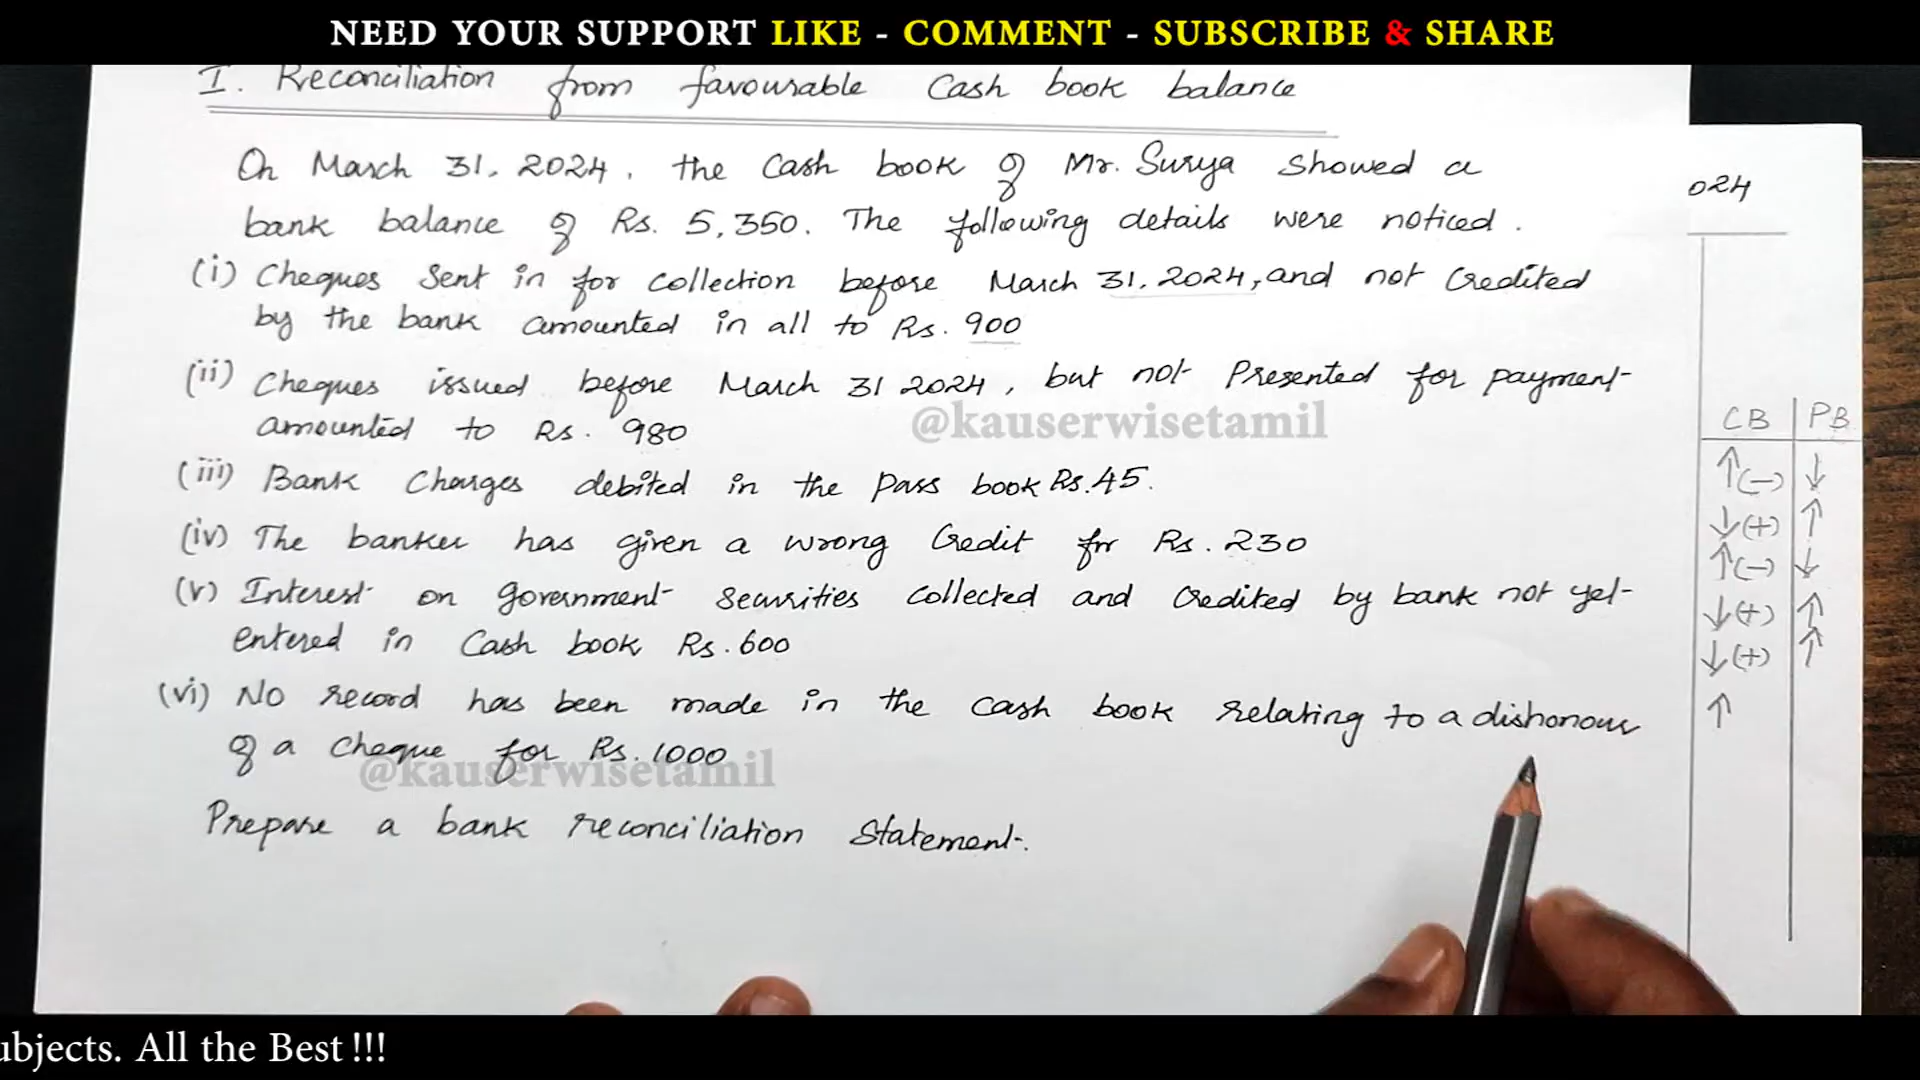 NEED YOUR SUPPORT LIKE - COMMENT - SUBSCRIBE & SHARE
I. Reconciliation from favourable Cash book balance
On March 31, 2024, the Cash book of Mr. Surya showed a
bank balance of Rs. 5,350. The following details were noticed.
(i) Cheques sent in for collection before March 31, 2024, and not credited
by the bank amounted in all to Rs. 900
(ii) Cheques issued before March 31 2024, but not presented for payment
amounted to Rs. 980
@kauserwisetamil
(iii) Bank Charges debited in the Pass book Rs. 45.
(iv) The banker has given a wrong Credit for Rs. 230
(v) Interest on government securities collected and credited by bank not yet
entered in Cash book Rs. 600
(vi) No record has been made in the cash book relating to a dishonour
of a cheque for Rs. 1000
@kauserwisetamil
Prepare a bank reconciliation Statement.
024
CB PB
↑(-) ↓
↓(+) ↑
↑(-) ↓
↓(+) ↑
↓(+) ↑
↑
ubjects. All the Best !!!